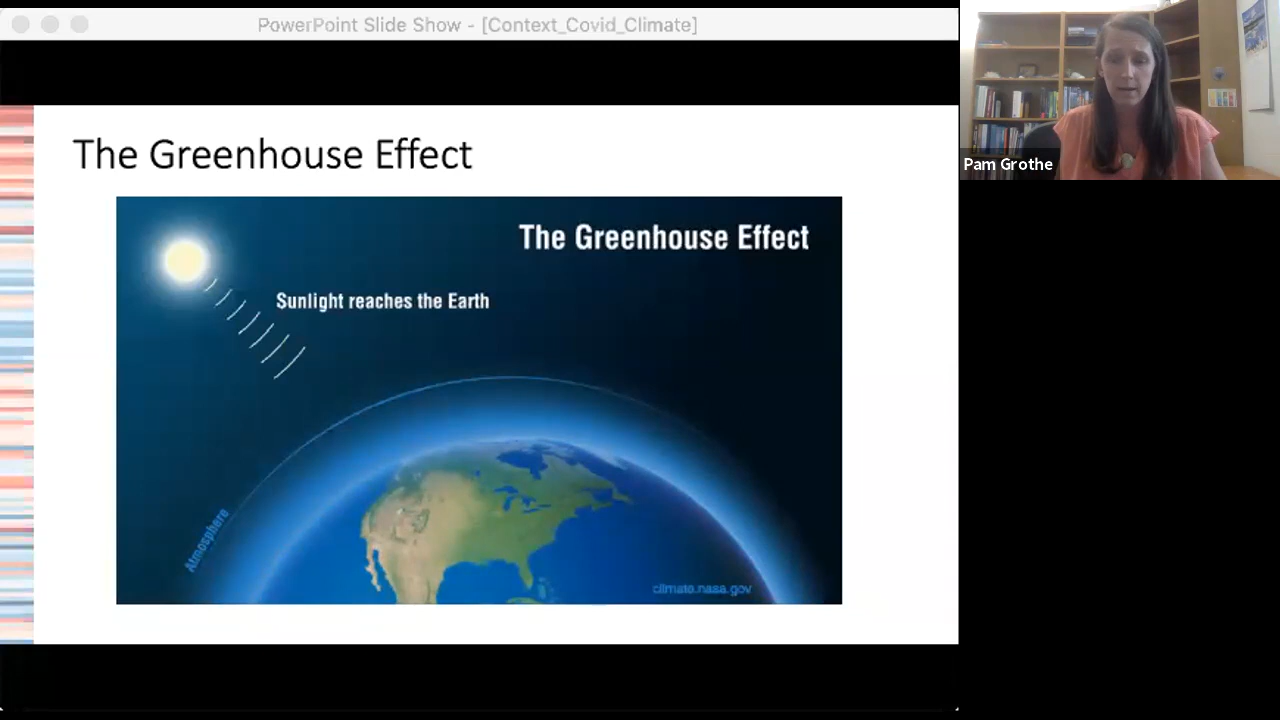 PowerPoint Slide Show - [Context_Covid_Climate]
Pam Grothe
The Greenhouse Effect
The Greenhouse Effect
Sunlight reaches the Earth
Atmosphere
climate.nasa.gov